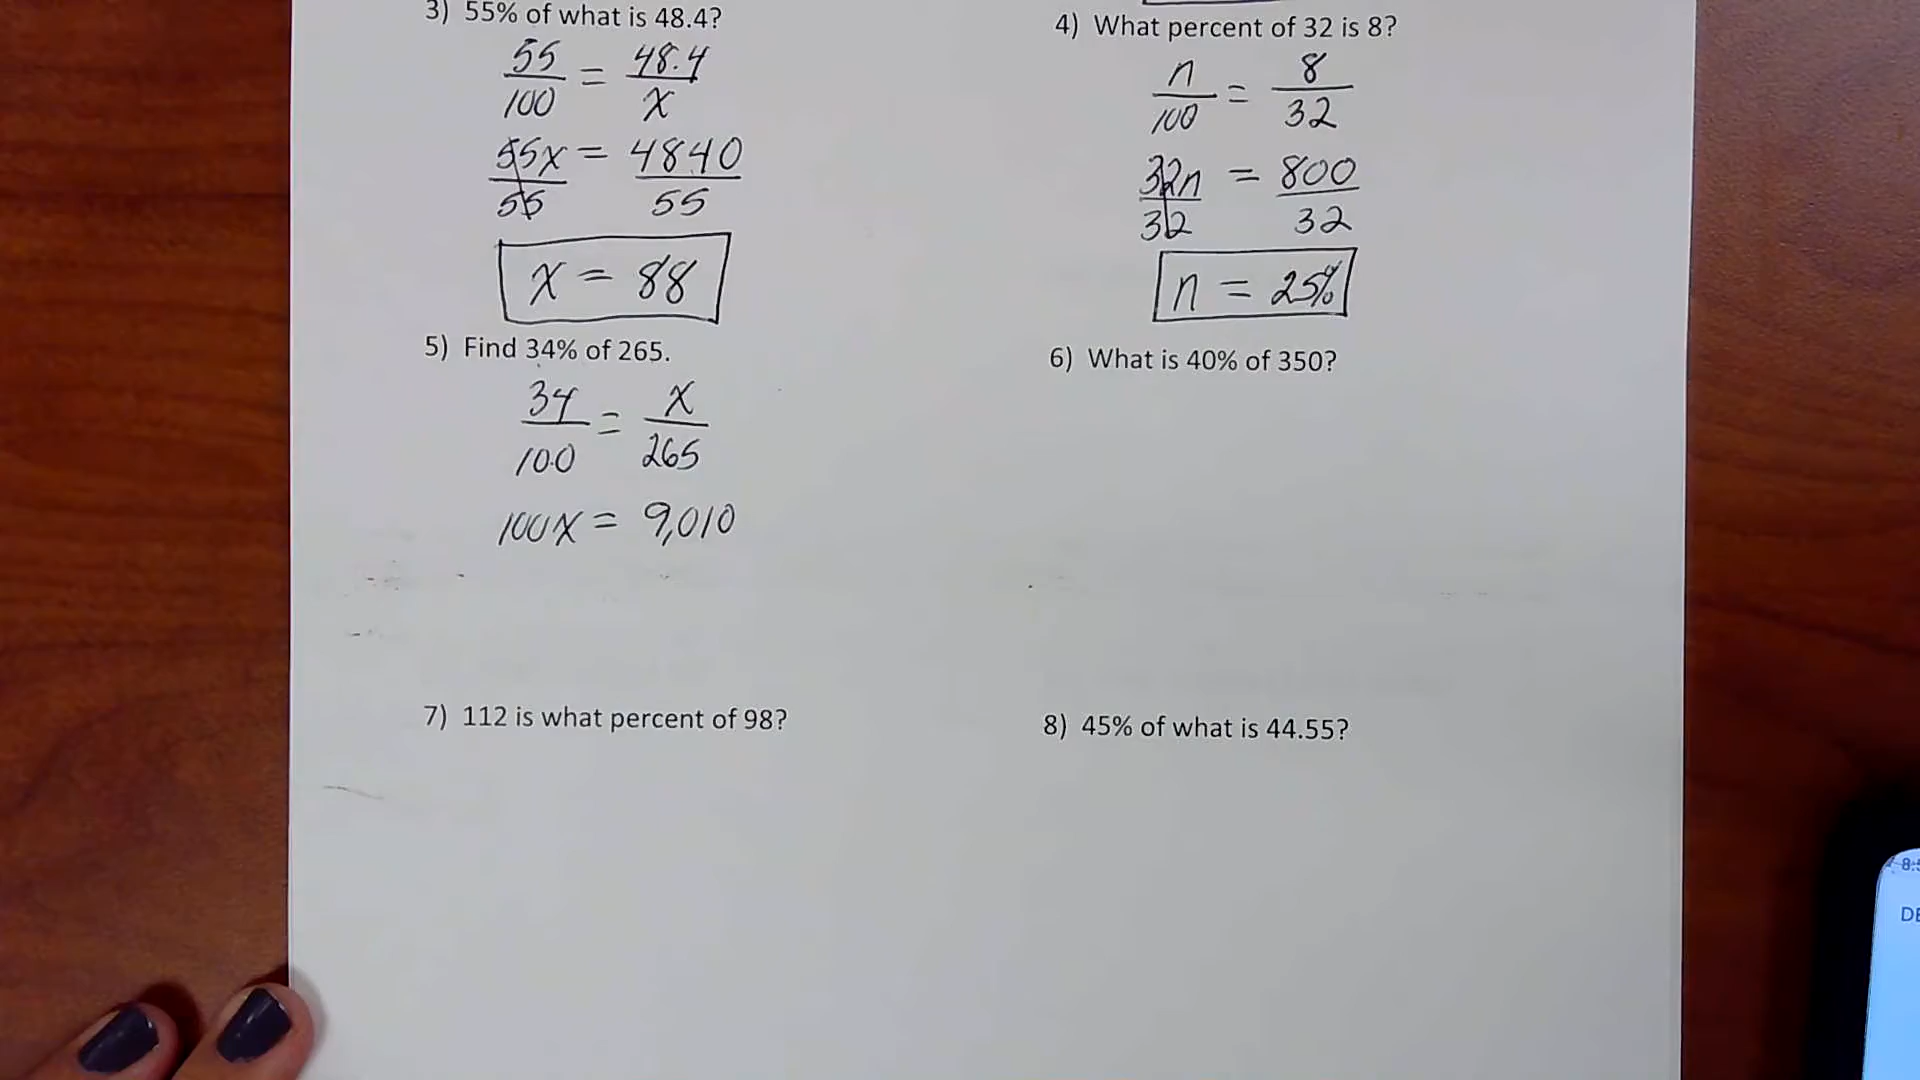 3) 55% of what is 48.4?
55/100 = 48.4/x
55x/55 = 4840/55
x = 88
4) What percent of 32 is 8?
n/100 = 8/32
32n/32 = 800/32
n = 25%
5) Find 34% of 265.
34/100 = x/265
100x = 9,010
6) What is 40% of 350?
7) 112 is what percent of 98?
8) 45% of what is 44.55?